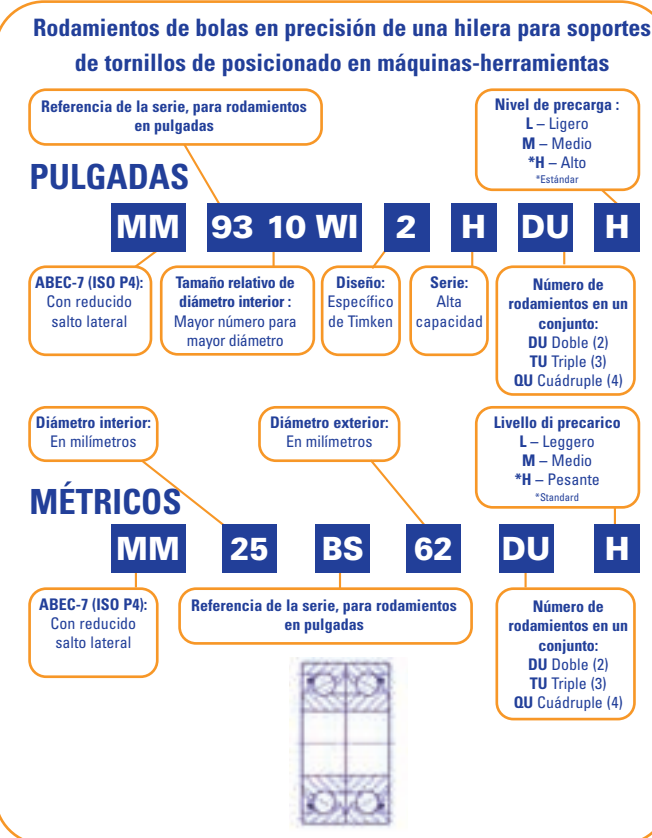 Rodamientos de bolas en precisión de una hilera para soportes
de tornillos de posicionado en máquinas-herramientas
Referencia de la serie, para rodamientos
en pulgadas
Nivel de precarga :
L – Ligero
M – Medio
*H – Alto
*Estándar
PULGADAS
MM 93 10 WI 2 H DU H
ABEC-7 (ISO P4):
Con reducido
salto lateral
Tamaño relativo de
diámetro interior :
Mayor número para
mayor diámetro
Diseño:
Específico
de Timken
Serie:
Alta
capacidad
Número de
rodamientos en un
conjunto:
DU Doble (2)
TU Triple (3)
QU Cuádruple (4)
Diámetro interior:
En milímetros
Diámetro exterior:
En milímetros
Livello di precarico
L – Leggero
M – Medio
*H – Pesante
*Standard
MÉTRICOS
MM 25 BS 62 DU H
ABEC-7 (ISO P4):
Con reducido
salto lateral
Referencia de la serie, para rodamientos
en pulgadas
Número de
rodamientos en un
conjunto:
DU Doble (2)
TU Triple (3)
QU Cuádruple (4)